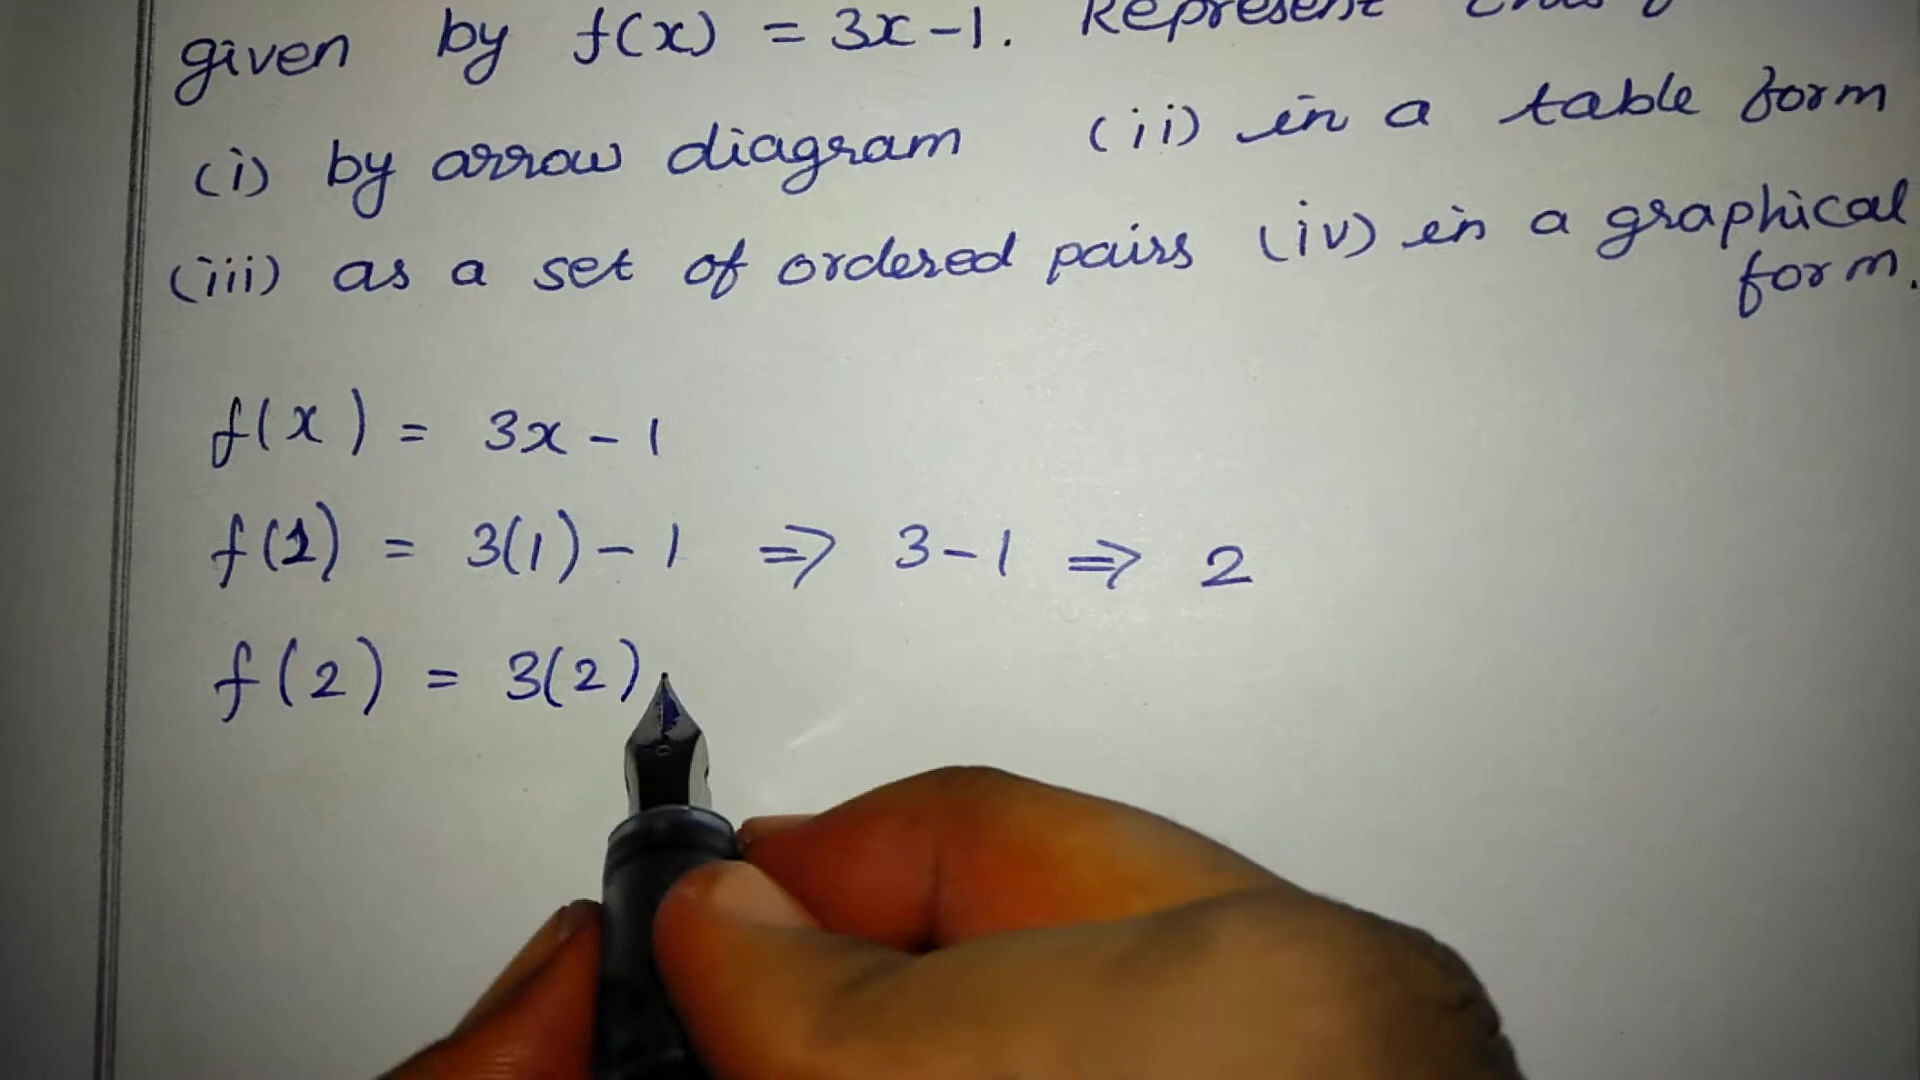 given by f(x) = 3x-1. Represent
(i) by arrow diagram (ii) in a table form
(iii) as a set of ordered pairs (iv) in a graphical
form.
f(x) = 3x - 1
f(1) = 3(1) - 1 ⇒ 3-1 ⇒ 2
f(2) = 3(2)